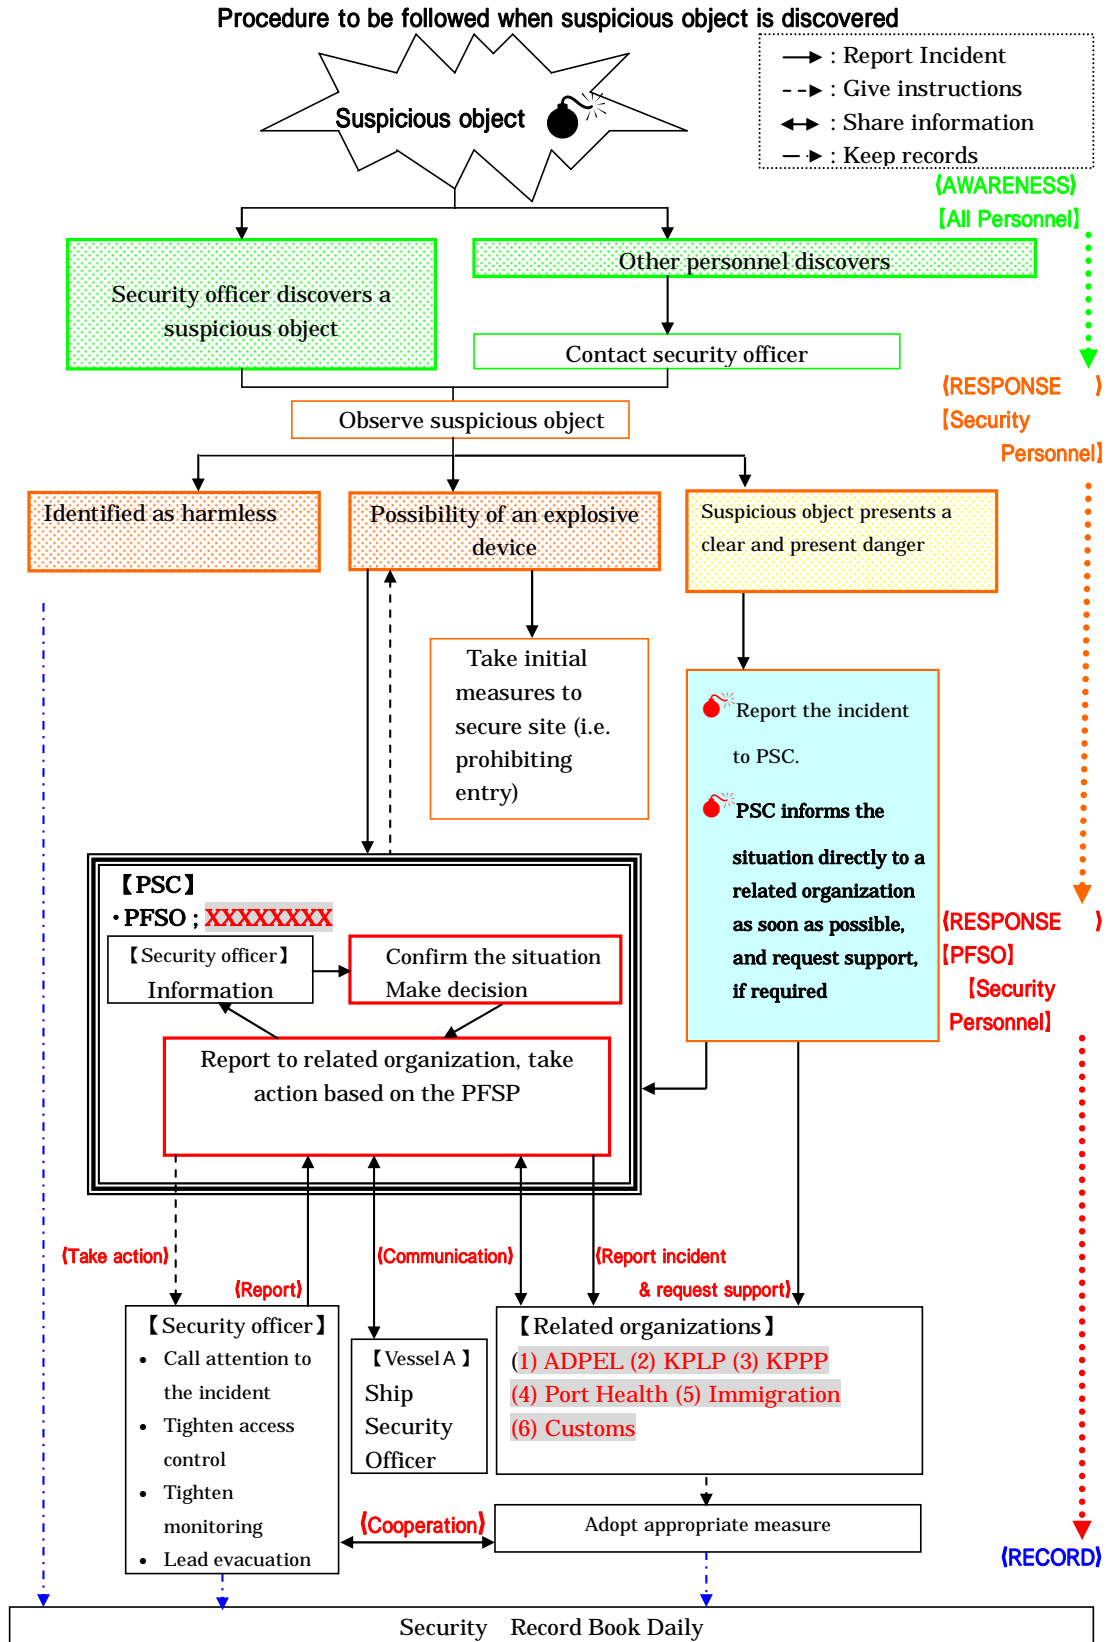 Procedure to be followed when suspicious object is discovered
: Report Incident
: Give instructions
: Share information
: Keep records
Suspicious object
《AWARENESS》
【All Personnel】
Security officer discovers a
suspicious object
Other personnel discovers
Contact security officer
《RESPONSE 》
【Security
Personnel】
Observe suspicious object
Identified as harmless
Possibility of an explosive
device
Suspicious object presents a
clear and present danger
Take initial
measures to
secure site (i.e.
prohibiting
entry)
Report the incident
to PSC.
PSC informs the
situation directly to a
related organization
as soon as possible,
and request support,
if required
【PSC】
・PFSO ; XXXXXXXX
【Security officer】
Information
Confirm the situation
Make decision
Report to related organization, take
action based on the PFSP
《RESPONSE 》
【PFSO】
【Security
Personnel】
《Take action》
《Report》
《Communication》
《Report incident
& request support》
【Security officer】
• Call attention to
the incident
• Tighten access
control
• Tighten
monitoring
• Lead evacuation
【Vessel A 】
Ship
Security
Officer
【Related organizations】
(1) ADPEL (2) KPLP (3) KPPP
(4) Port Health (5) Immigration
(6) Customs
《Cooperation》
Adopt appropriate measure
《RECORD》
Security Record Book Daily